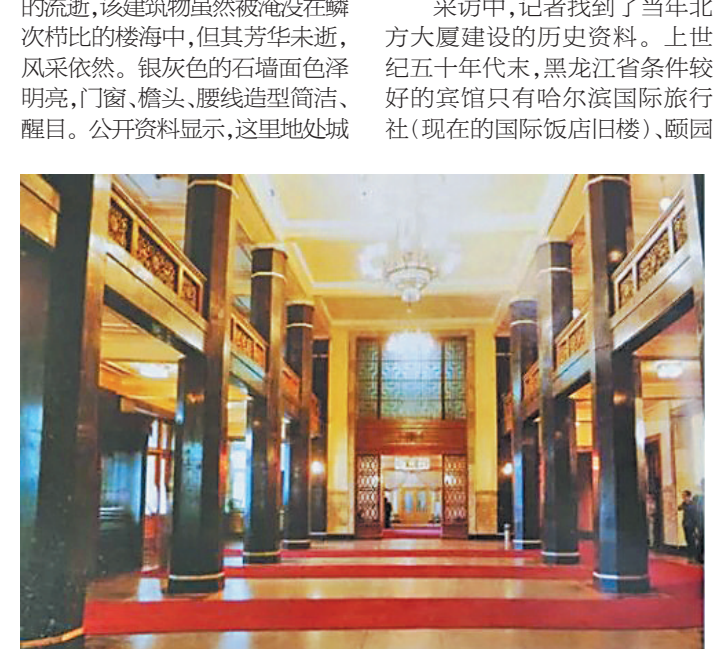 的流逝,该建筑物虽然被淹没在鳞
次栉比的楼海中,但其芳华未逝,
风采依然。银灰色的石墙面色泽
明亮,门窗、檐头、腰线造型简洁、
醒目。公开资料显示,这里地处城
采访中,记者找到了当年北
方大厦建设的历史资料。上世
纪五十年代末,黑龙江省条件较
好的宾馆只有哈尔滨国际旅行
社(现在的国际饭店旧楼)、颐园